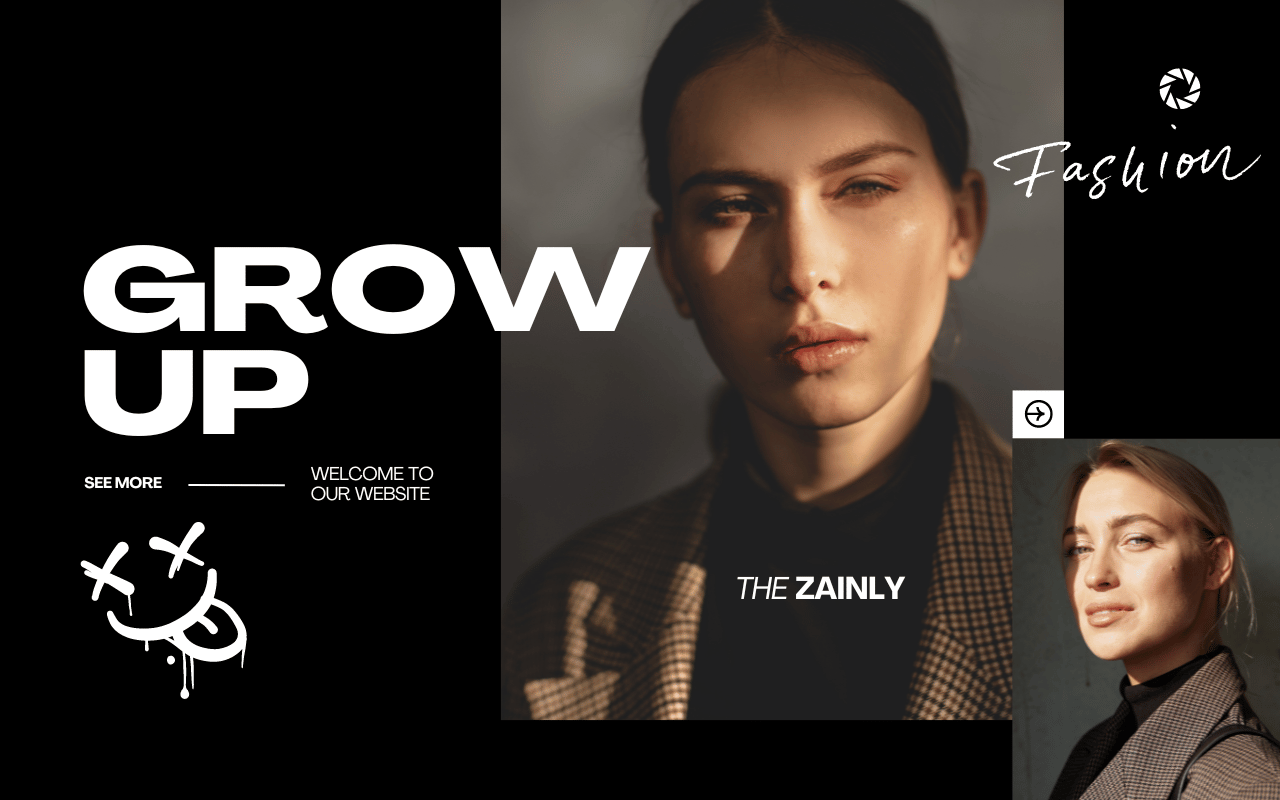 Fashion
GROW
UP
SEE MORE
WELCOME TO
OUR WEBSITE
THE ZAINLY